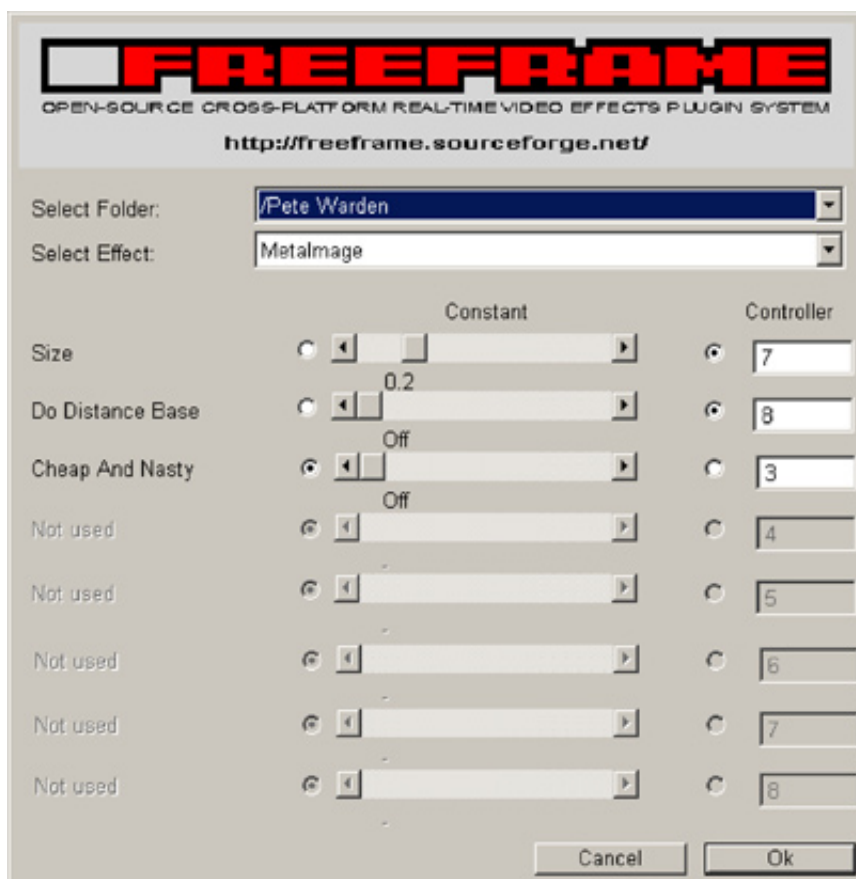 FREEFRAME
OPEN-SOURCE CROSS-PLATFORM REAL-TIME VIDEO EFFECTS PLUGIN SYSTEM
http://freeframe.sourceforge.net/
Select Folder: /Pete Warden
Select Effect: MetaImage
Constant Controller
Size 7
0.2
Do Distance Base 8
Off
Cheap And Nasty 3
Off
Not used 4
-
Not used 5
-
Not used 6
-
Not used 7
-
Not used 8
-
Cancel Ok